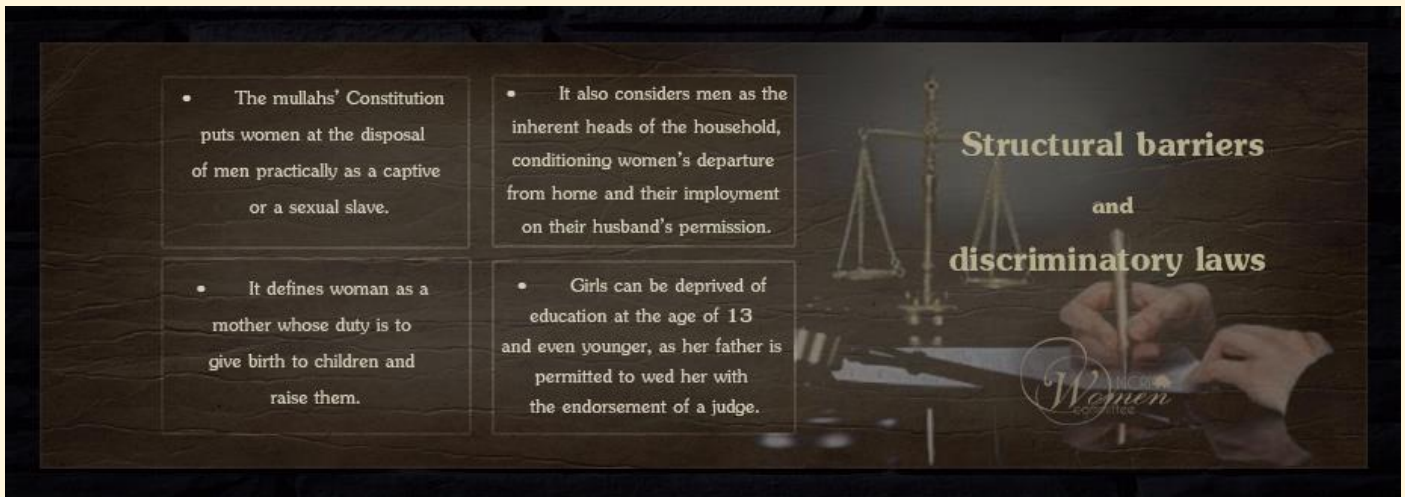 • The mullahs' Constitution
puts women at the disposal
of men practically as a captive
or a sexual slave.
• It also considers men as the
inherent heads of the household,
conditioning women's departure
from home and their imployment
on their husband's permission.
• It defines woman as a
mother whose duty is to
give birth to children and
raise them.
• Girls can be deprived of
education at the age of 13
and even younger, as her father is
permitted to wed her with
the endorsement of a judge.
Structural barriers
and
discriminatory laws
NCRI
Women
committee